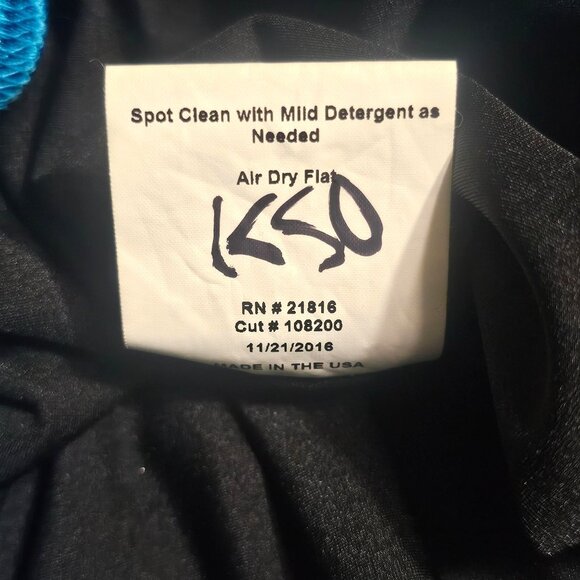 Spot Clean with Mild Detergent as
Needed
Air Dry Flat
KSO
RN # 21816
Cut # 108200
11/21/2016
MADE IN THE USA